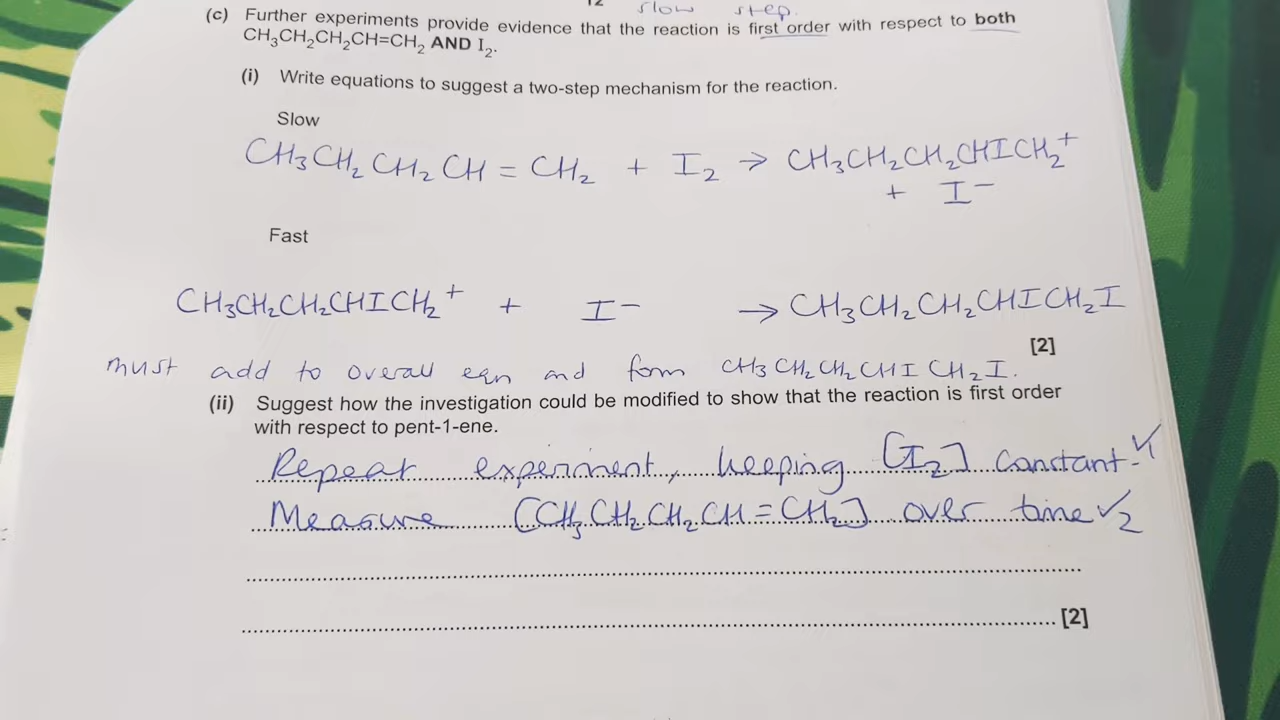 slow step.
(c) Further experiments provide evidence that the reaction is first order with respect to both
CH₃CH₂CH₂CH=CH₂ AND I₂.
(i) Write equations to suggest a two-step mechanism for the reaction.
Slow
CH₃CH₂CH₂CH=CH₂ + I₂ → CH₃CH₂CH₂CHICH₂⁺
+ I⁻
Fast
CH₃CH₂CH₂CHICH₂⁺ + I⁻ → CH₃CH₂CH₂CHICH₂I
[2]
must add to overall eqn and form CH3CH₂CH₂CHICH₂I.
(ii) Suggest how the investigation could be modified to show that the reaction is first order
with respect to pent-1-ene.
Repeat experiment, keeping [I₂] constant. ✓1
Measure [CH₃CH₂CH₂CH=CH₂] over time ✓2
[2]